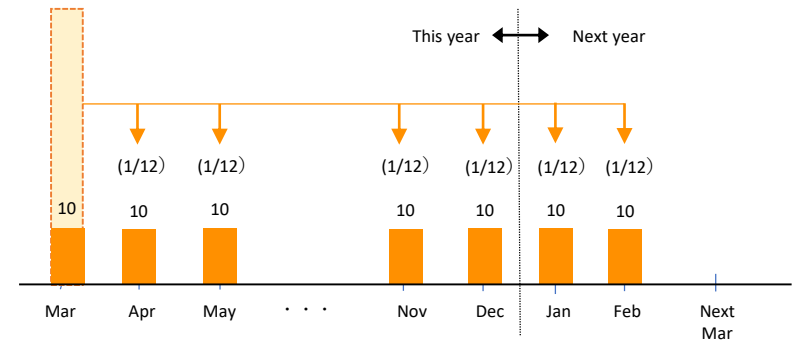 This year Next year
(1/12） (1/12） (1/12） (1/12） (1/12） (1/12）
10 10 10 10 10 10 10
Mar Apr May ・・・ Nov Dec Jan Feb Next
Mar